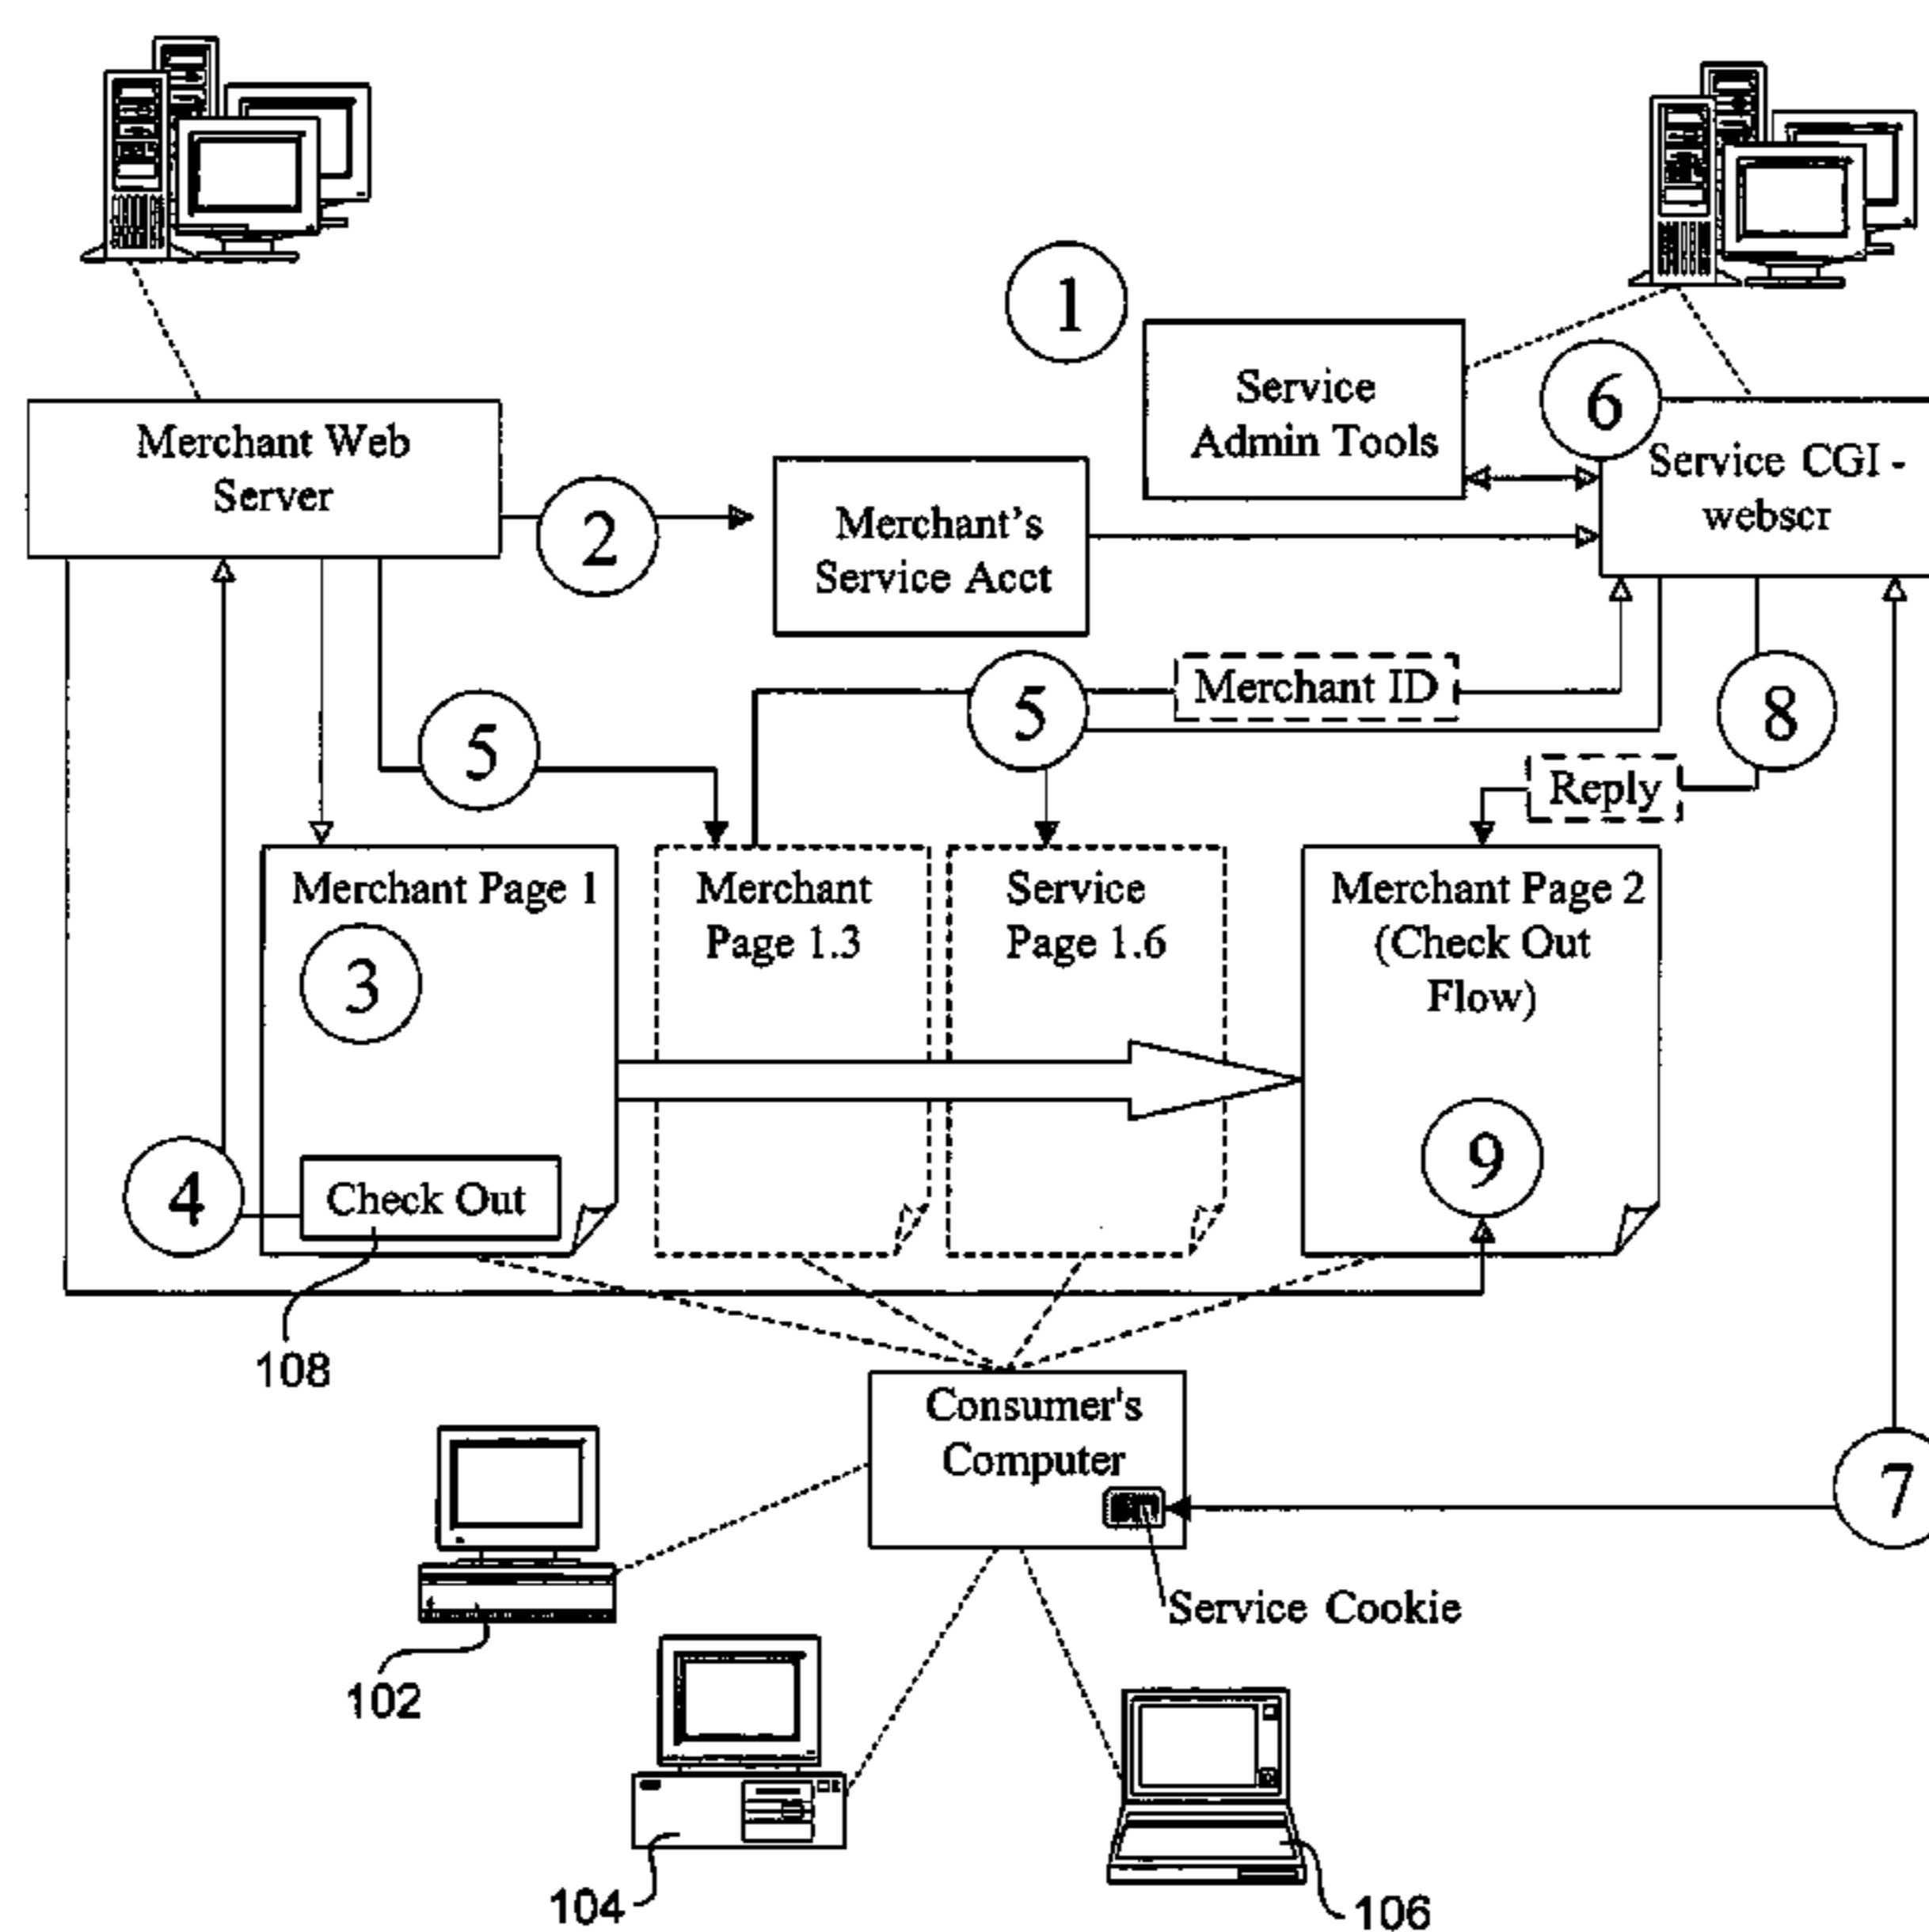 1
Service
Admin Tools
6
Service CGI -
webscr
Merchant Web
Server
2
Merchant's
Service Acct
Merchant ID
5
5
8
Reply
Merchant Page 1
3
Merchant
Page 1.3
Service
Page 1.6
Merchant Page 2
(Check Out
Flow)
9
4
Check Out
108
Consumer's
Computer
7
Service Cookie
102
104
106